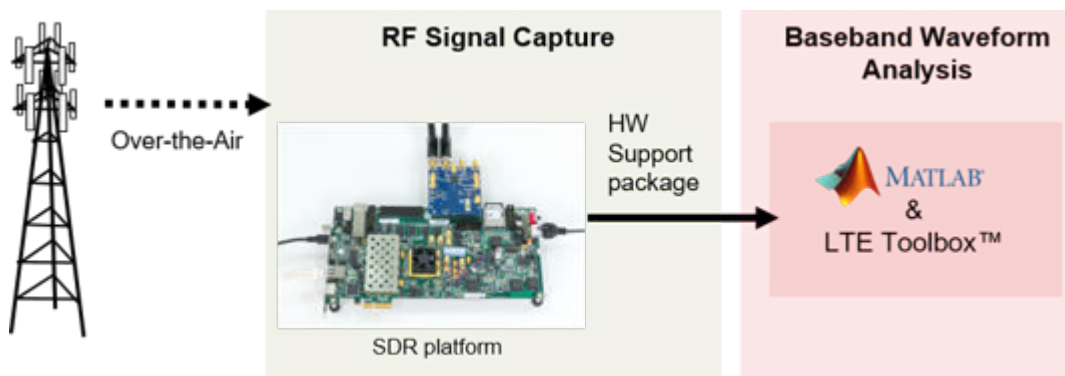 RF Signal Capture
Baseband Waveform
Analysis
Over-the-Air
HW
Support
package
MATLAB®
&
LTE Toolbox™
SDR platform